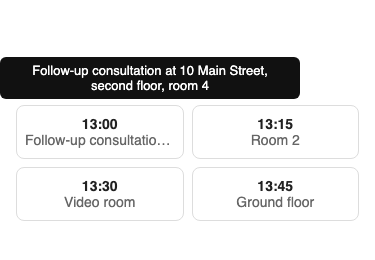 Follow-up consultation at 10 Main Street,
second floor, room 4
13:00
Follow-up consultatio…
13:15
Room 2
13:30
Video room
13:45
Ground floor